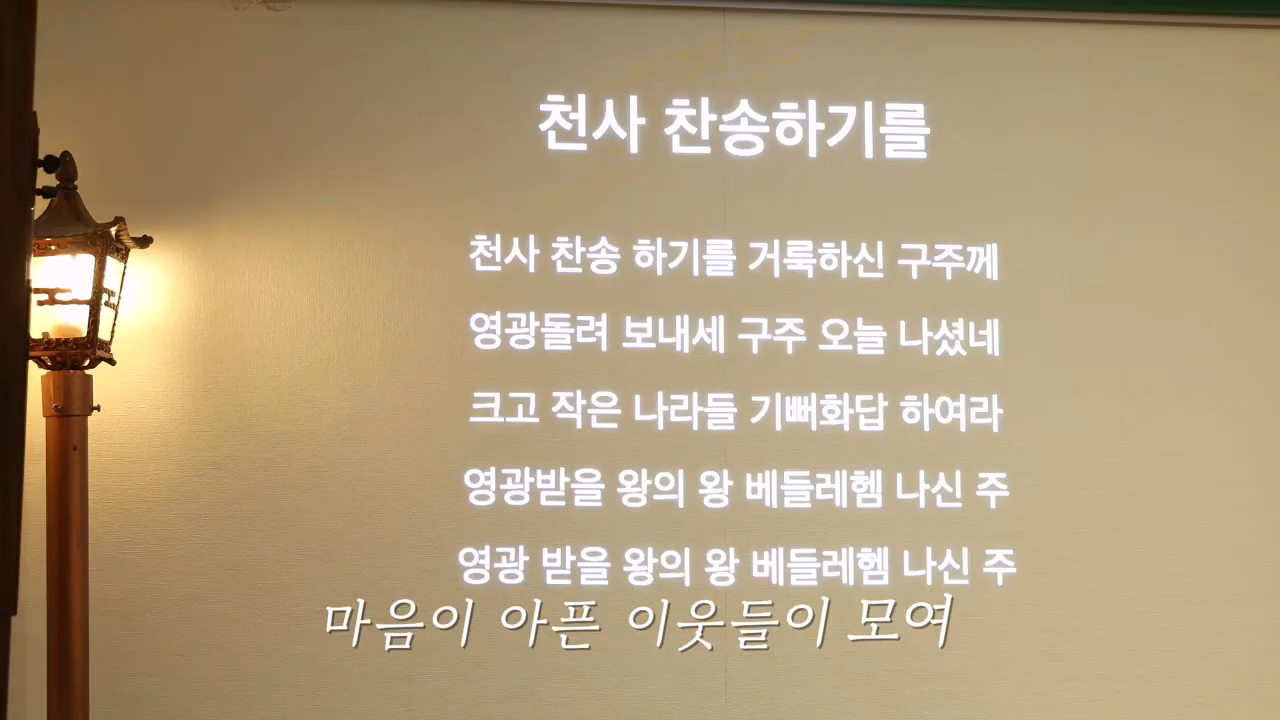 천사 찬송하기를
천사 찬송 하기를 거룩하신 구주께
영광돌려 보내세 구주 오늘 나셨네
크고 작은 나라들 기뻐화답 하여라
영광받을 왕의 왕 베들레헴 나신 주
영광 받을 왕의 왕 베들레헴 나신 주
마음이 아픈 이웃들이 모여